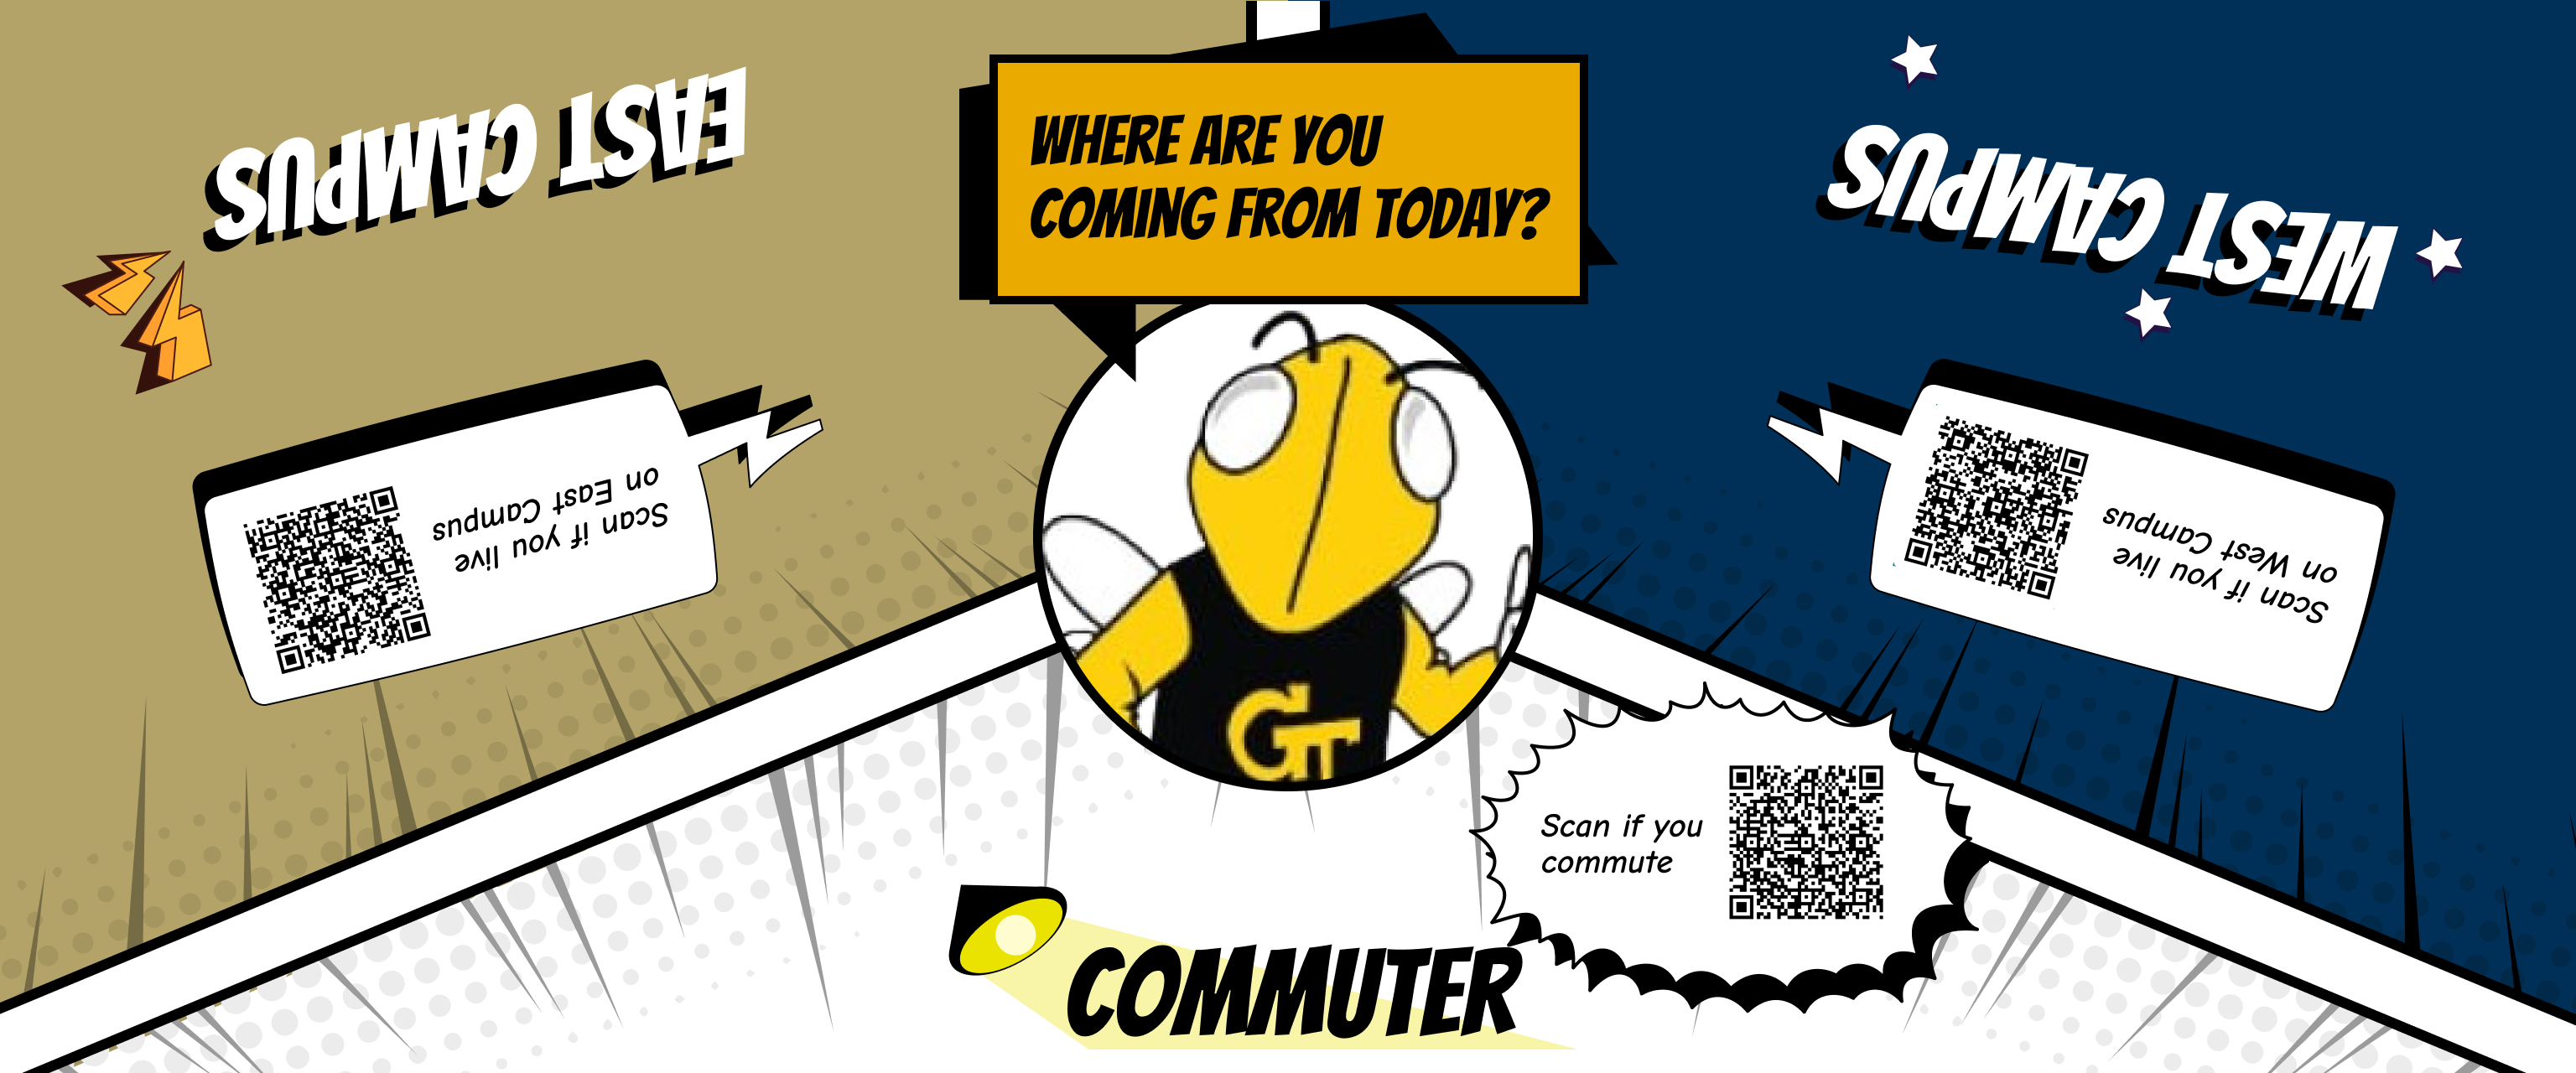 WHERE ARE YOU
COMING FROM TODAY?
EAST CAMPUS
Scan if you live
on East Campus
WEST CAMPUS
Scan if you live
on West Campus
GT
Scan if you
commute
COMMUTER